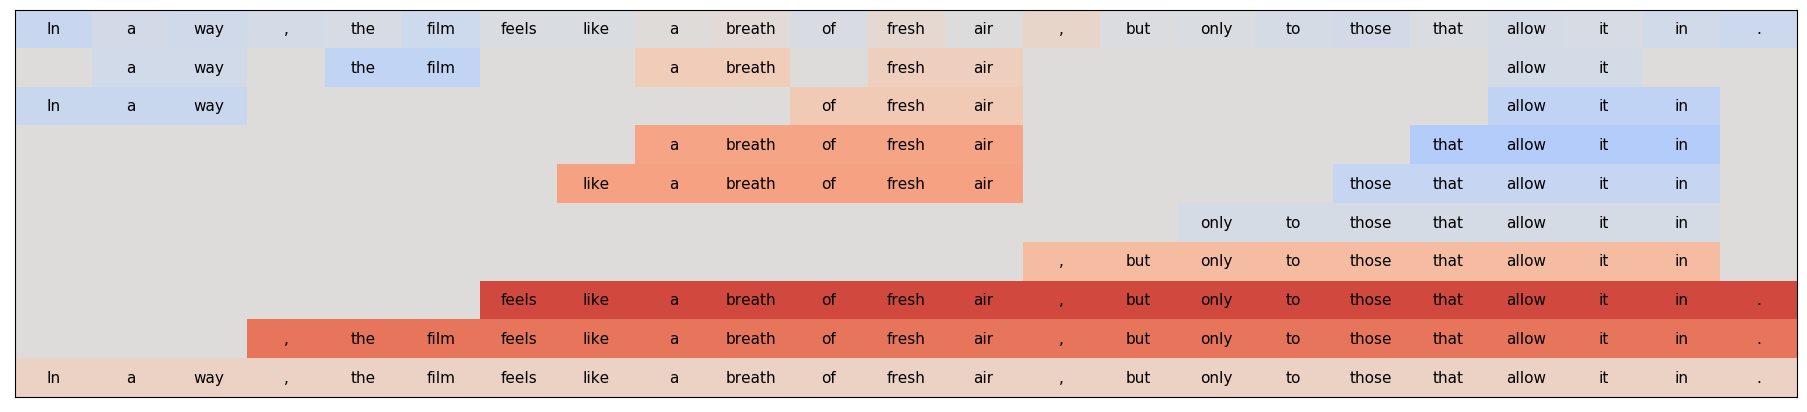 In a way , the film feels like a breath of fresh air , but only to those that allow it in .
a way the film a breath fresh air allow it
In a way of fresh air allow it in
a breath of fresh air that allow it in
like a breath of fresh air those that allow it in
only to those that allow it in
, but only to those that allow it in
feels like a breath of fresh air , but only to those that allow it in .
, the film feels like a breath of fresh air , but only to those that allow it in .
In a way , the film feels like a breath of fresh air , but only to those that allow it in .